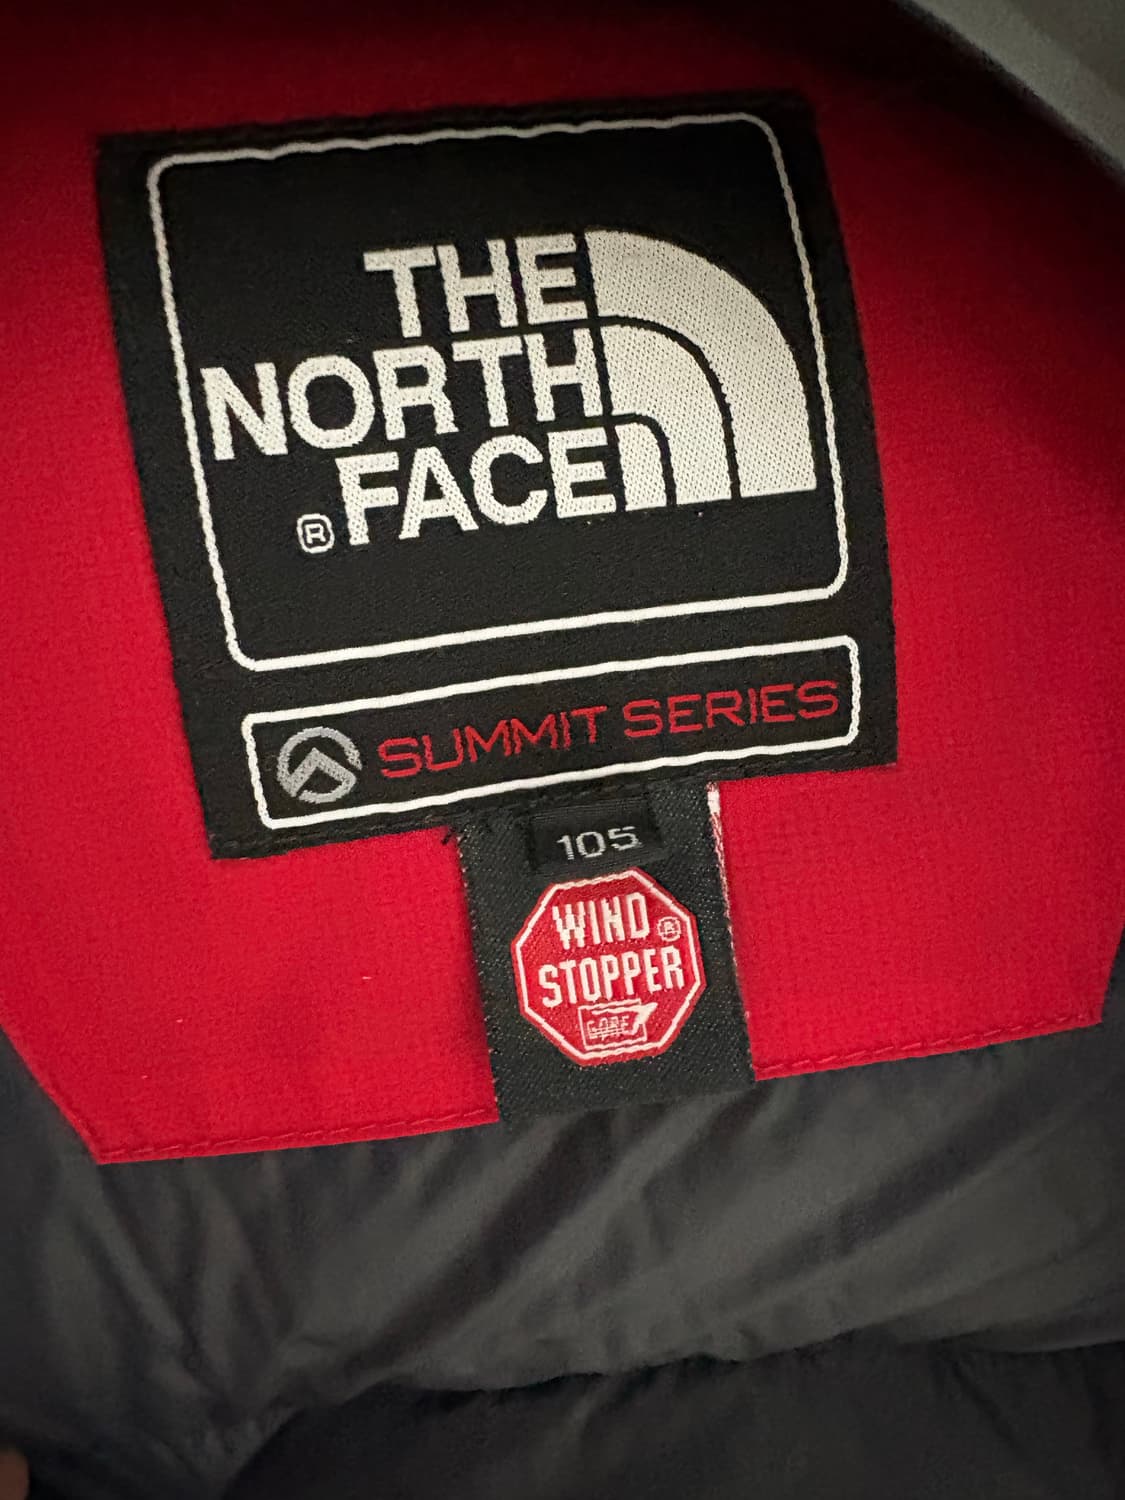 THE
NORTH
® FACE
SUMMIT SERIES
105
WIND ®
STOPPER
GORE